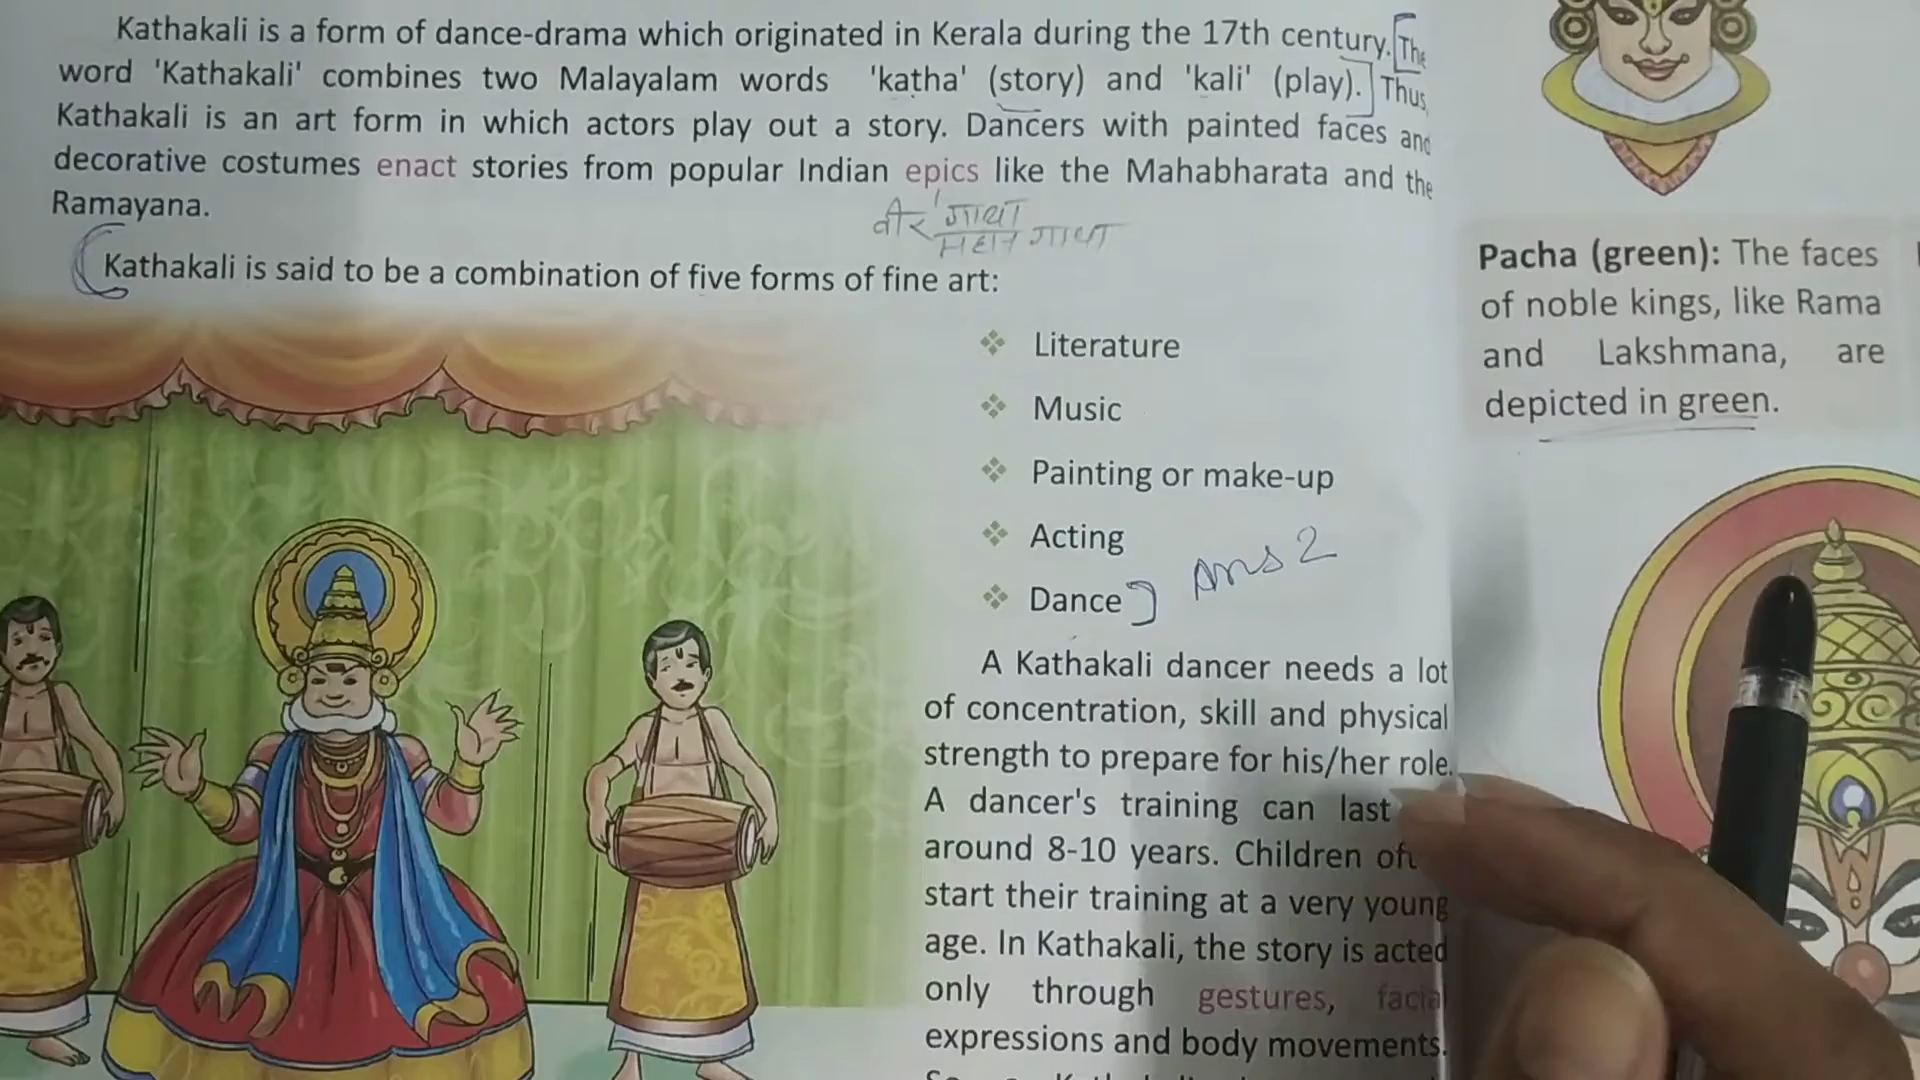 Kathakali is a form of dance-drama which originated in Kerala during the 17th century. The
word 'Kathakali' combines two Malayalam words 'katha' (story) and 'kali' (play). Thus,
Kathakali is an art form in which actors play out a story. Dancers with painted faces and
decorative costumes enact stories from popular Indian epics like the Mahabharata and the
Ramayana.
वीर गाथा
गाथा
Kathakali is said to be a combination of five forms of fine art:
Literature
Music
Painting or make-up
Acting
Dance
Ans 2
A Kathakali dancer needs a lot
of concentration, skill and physical
strength to prepare for his/her role.
A dancer's training can last
around 8-10 years. Children
start their training at a very young
age. In Kathakali, the story is acted
only through gestures, facial
expressions and body movements.
Pacha (green): The faces
of noble kings, like Rama
and Lakshmana, are
depicted in green.